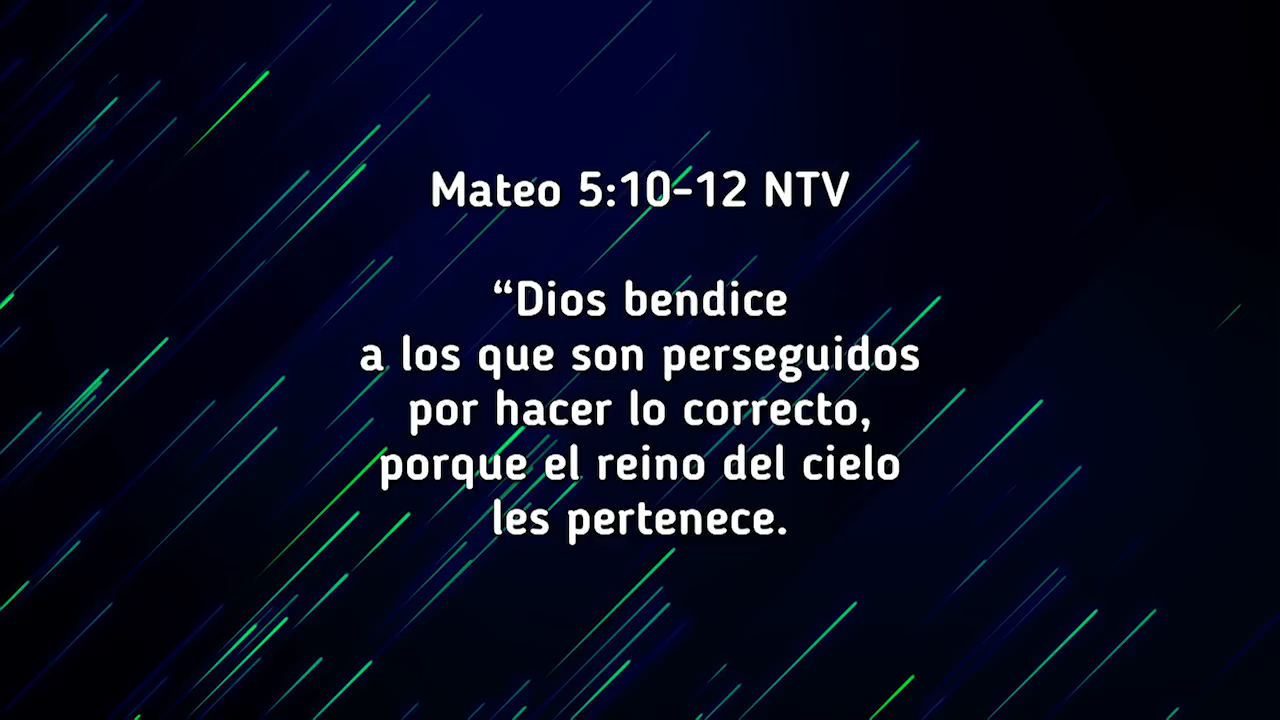 Mateo 5:10-12 NTV
“Dios bendice
a los que son perseguidos
por hacer lo correcto,
porque el reino del cielo
les pertenece.